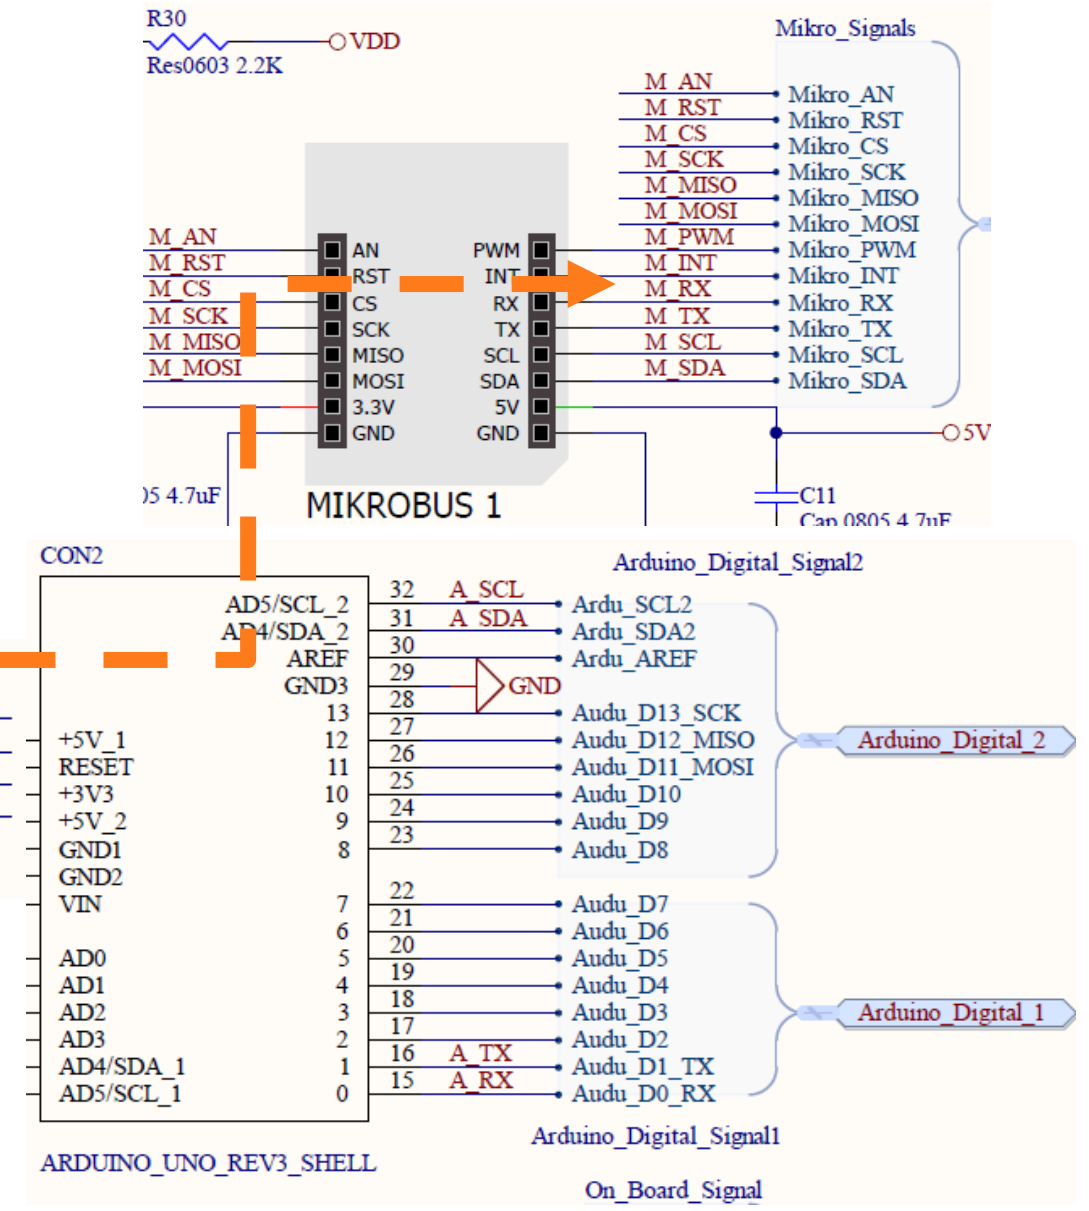 R30
VDD
Res0603 2.2K
Mikro_Signals
M_AN Mikro_AN
M_RST Mikro_RST
M_CS Mikro_CS
M_SCK Mikro_SCK
M_MISO Mikro_MISO
M_MOSI Mikro_MOSI
M_AN AN PWM M_PWM Mikro_PWM
M_RST RST INT M_INT Mikro_INT
M_CS CS RX M_RX Mikro_RX
M_SCK SCK TX M_TX Mikro_TX
M_MISO MISO SCL M_SCL Mikro_SCL
M_MOSI MOSI SDA M_SDA Mikro_SDA
3.3V 5V
GND GND 5V
05 4.7uF
MIKROBUS 1
C11
Cap 0805 4.7uF
CON2
Arduino_Digital_Signal2
AD5/SCL_2 32 A_SCL Ardu_SCL2
AD4/SDA_2 31 A_SDA Ardu_SDA2
AREF 30 Ardu_AREF
GND3 29 GND
13 28 Audu_D13_SCK
+5V_1 12 27 Audu_D12_MISO Arduino_Digital_2
RESET 11 26 Audu_D11_MOSI
+3V3 10 25 Audu_D10
+5V_2 9 24 Audu_D9
GND1 8 23 Audu_D8
GND2
VIN 7 22 Audu_D7
6 21 Audu_D6
AD0 5 20 Audu_D5
AD1 4 19 Audu_D4
AD2 3 18 Audu_D3 Arduino_Digital_1
AD3 2 17 Audu_D2
AD4/SDA_1 1 16 A_TX Audu_D1_TX
AD5/SCL_1 0 15 A_RX Audu_D0_RX
Arduino_Digital_Signal1
ARDUINO_UNO_REV3_SHELL
On_Board_Signal